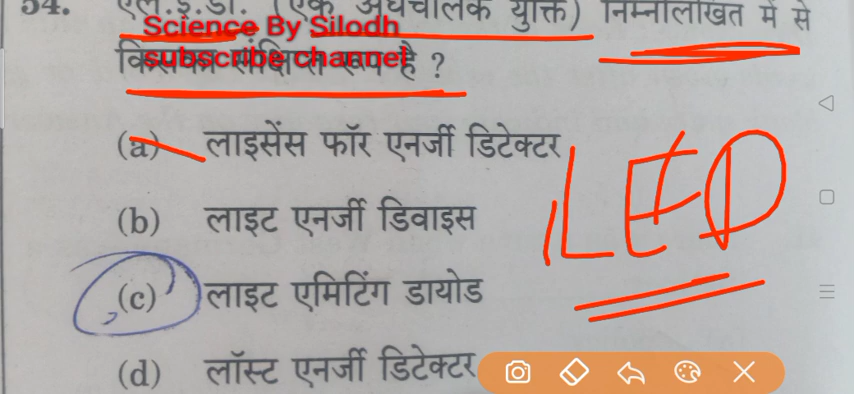 54. एल.ई.डी. (एक अर्धचालक युक्ति) निम्नलिखित में से
Science By Silodh
subscribe channel
है ?
(a) लाइसेंस फॉर एनर्जी डिटेक्टर
(b) लाइट एनर्जी डिवाइस
(c) लाइट एमिटिंग डायोड
(d) लॉस्ट एनर्जी डिटेक्टर
LED